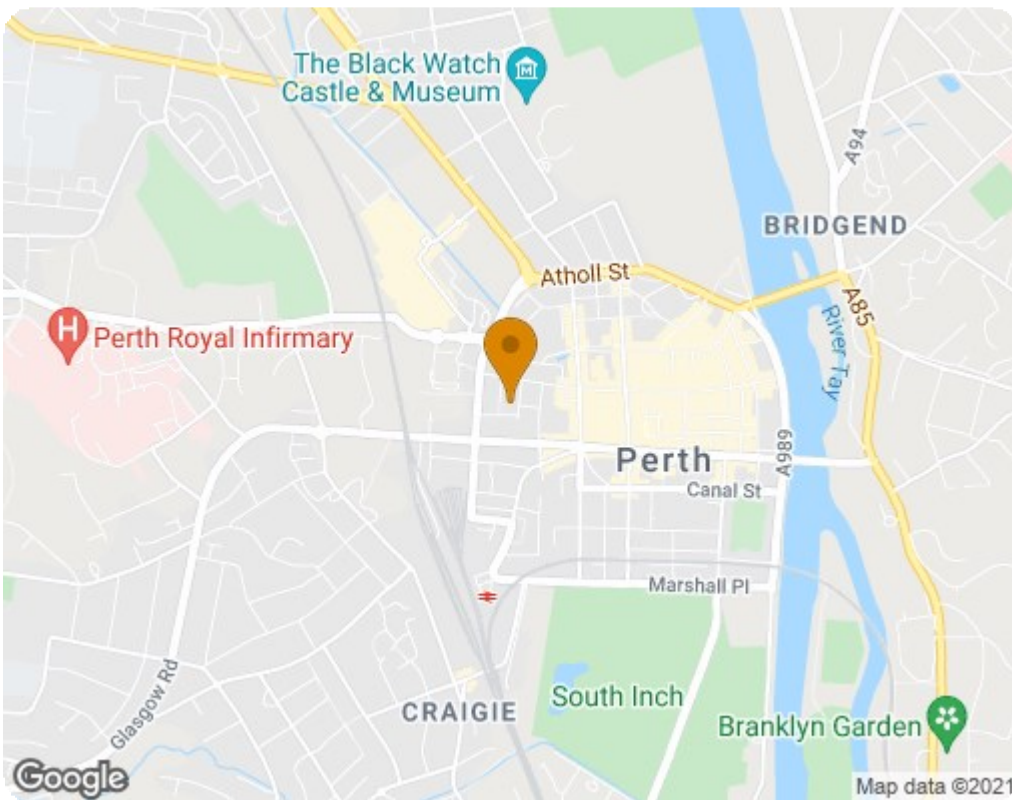 The Black Watch
Castle & Museum
A94
BRIDGEND
Atholl St
A85
River Tay
H
Perth Royal Infirmary
Perth
A989
Canal St
Marshall Pl
Glasgow Rd
CRAIGIE
South Inch
Branklyn Garden
Google
Map data ©2021